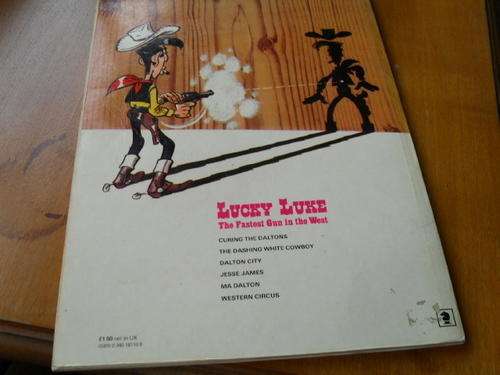 LUCKY LUKE
The Fastest Gun in the West
CURING THE DALTONS
THE DASHING WHITE COWBOY
DALTON CITY
JESSE JAMES
MA DALTON
WESTERN CIRCUS